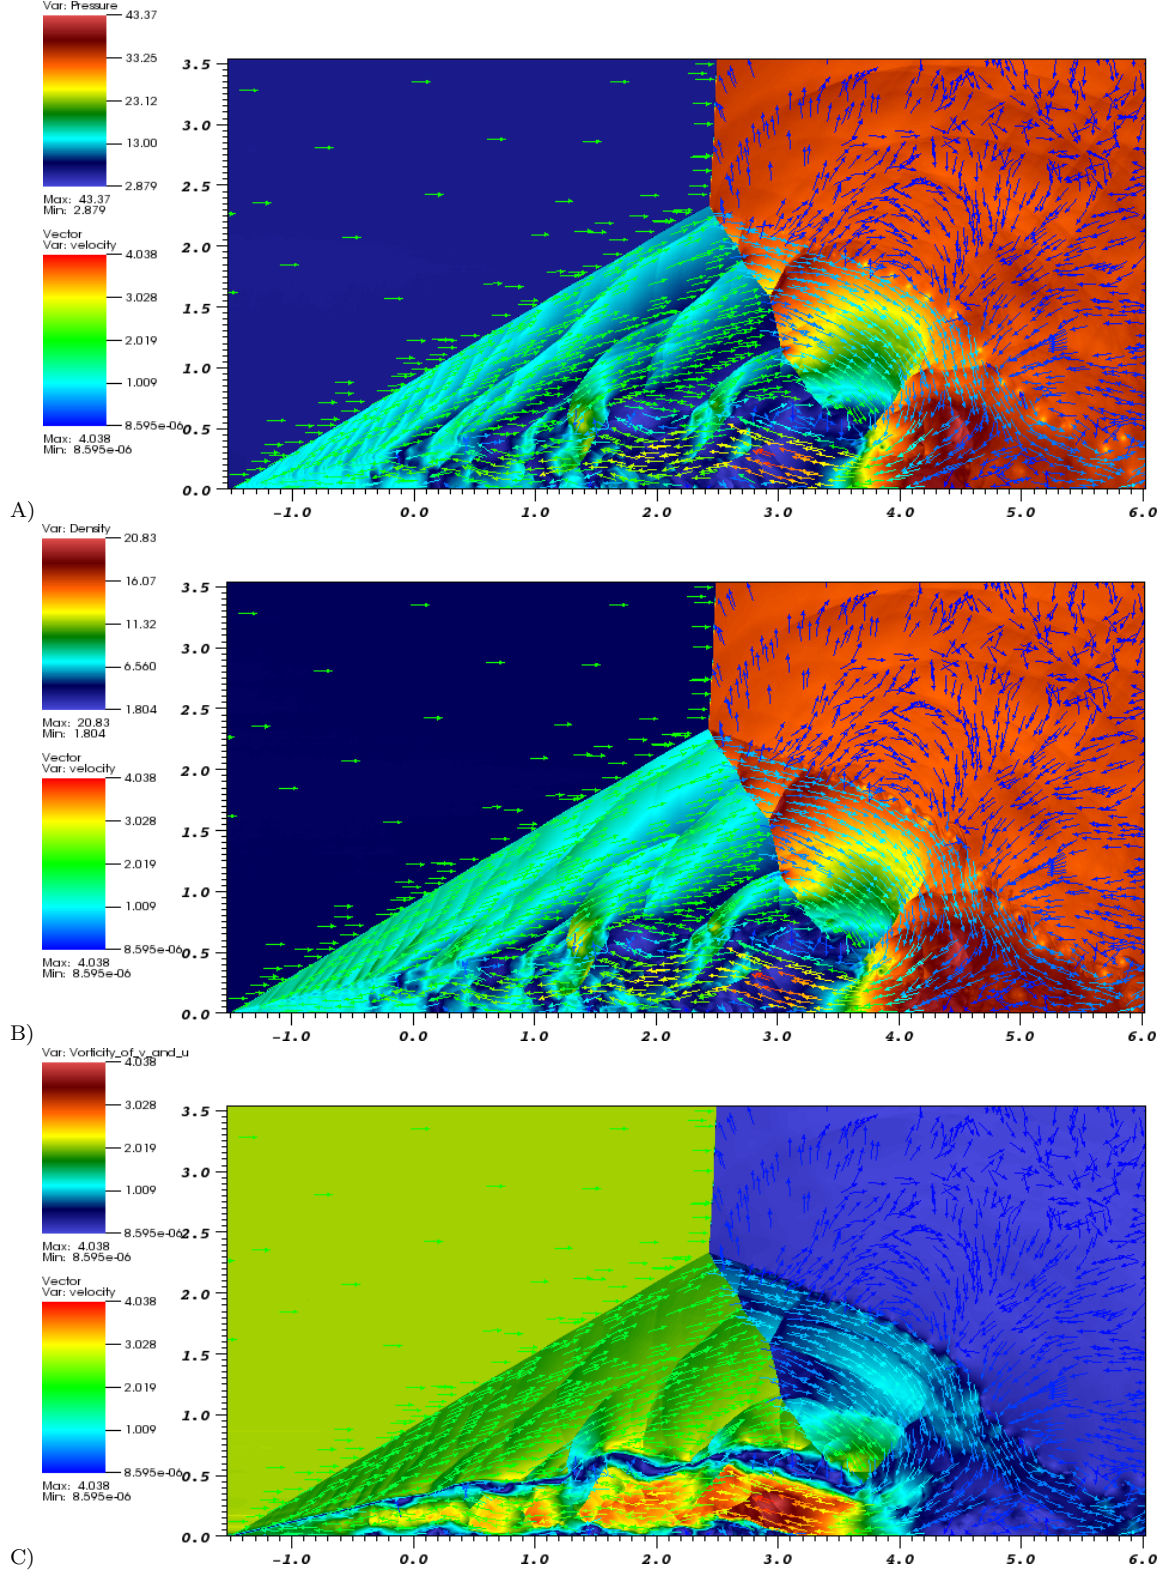 Var: Pressure
43.37
33.25
23.12
13.00
2.879
Max: 43.37
Min: 2.879
Vector
Var: velocity
4.038
3.028
2.019
1.009
8.595e-06
Max: 4.038
Min: 8.595e-06
3.5
3.0
2.5
2.0
1.5
1.0
0.5
0.0
-1.0 0.0 1.0 2.0 3.0 4.0 5.0 6.0
A)
Var: Density
20.83
16.07
11.32
6.560
1.804
Max: 20.83
Min: 1.804
Vector
Var: velocity
4.038
3.028
2.019
1.009
8.595e-06
Max: 4.038
Min: 8.595e-06
3.5
3.0
2.5
2.0
1.5
1.0
0.5
0.0
-1.0 0.0 1.0 2.0 3.0 4.0 5.0 6.0
B)
Var: Vorticity_of_v_and_u
4.038
3.028
2.019
1.009
8.595e-06
Max: 4.038
Min: 8.595e-06
Vector
Var: velocity
4.038
3.028
2.019
1.009
8.595e-06
Max: 4.038
Min: 8.595e-06
3.5
3.0
2.5
2.0
1.5
1.0
0.5
0.0
-1.0 0.0 1.0 2.0 3.0 4.0 5.0 6.0
C)